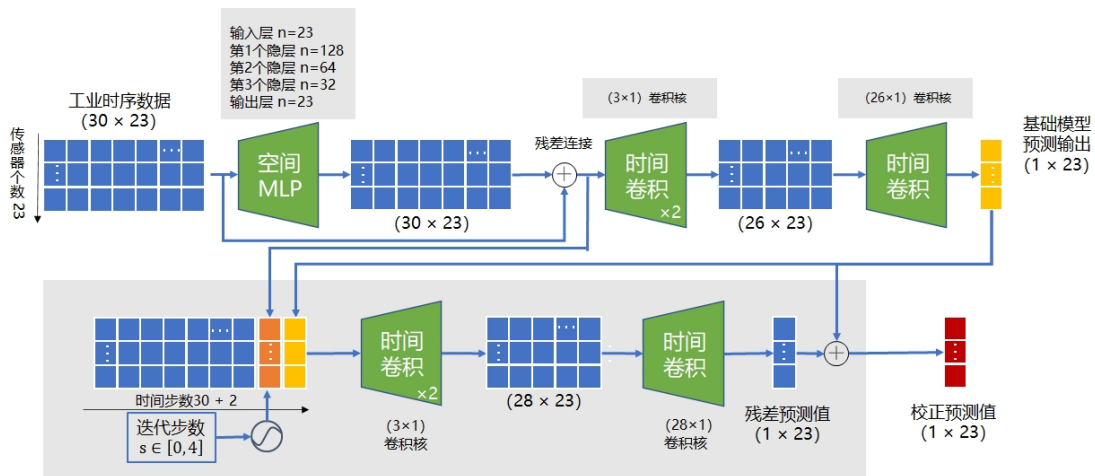 输入层 n=23
第1个隐层 n=128
第2个隐层 n=64
第3个隐层 n=32
输出层 n=23
工业时序数据
(30 × 23)
传感器个数 23
空间
MLP
(30 × 23)
残差连接
(3×1) 卷积核
时间
卷积
×2
(26 × 23)
(26×1) 卷积核
时间
卷积
基础模型
预测输出
(1 × 23)
时间步数30 + 2
迭代步数
s ∈ [0, 4]
时间
卷积
×2
(3×1)
卷积核
(28 × 23)
时间
卷积
(28×1)
卷积核
残差预测值
(1 × 23)
校正预测值
(1 × 23)